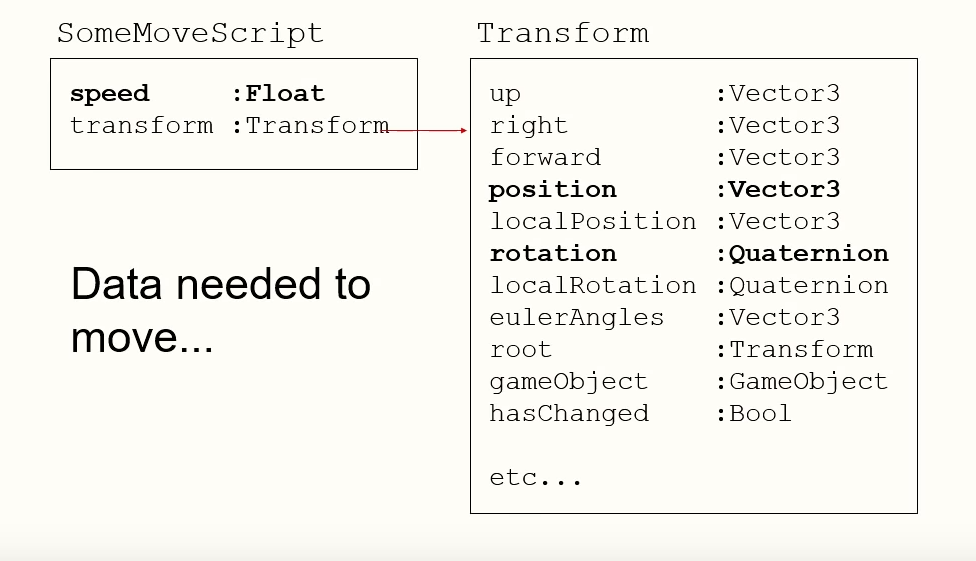 SomeMoveScript
speed :Float
transform :Transform
Data needed to
move...
Transform
up :Vector3
right :Vector3
forward :Vector3
position :Vector3
localPosition :Vector3
rotation :Quaternion
localRotation :Quaternion
eulerAngles :Vector3
root :Transform
gameObject :GameObject
hasChanged :Bool
etc...